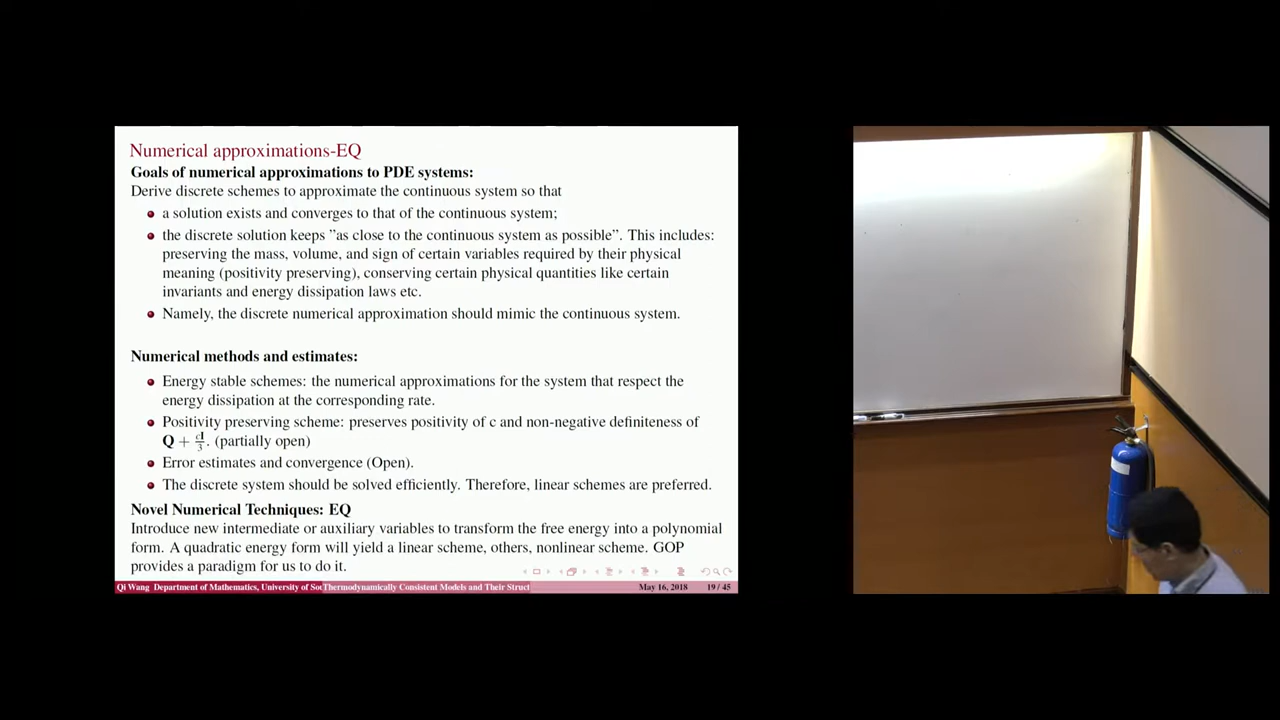 Numerical approximations-EQ
Goals of numerical approximations to PDE systems:
Derive discrete schemes to approximate the continuous system so that
a solution exists and converges to that of the continuous system;
the discrete solution keeps "as close to the continuous system as possible". This includes:
preserving the mass, volume, and sign of certain variables required by their physical
meaning (positivity preserving), conserving certain physical quantities like certain
invariants and energy dissipation laws etc.
Namely, the discrete numerical approximation should mimic the continuous system.
Numerical methods and estimates:
Energy stable schemes: the numerical approximations for the system that respect the
energy dissipation at the corresponding rate.
Positivity preserving scheme: preserves positivity of c and non-negative definiteness of
Q + cI/3. (partially open)
Error estimates and convergence (Open).
The discrete system should be solved efficiently. Therefore, linear schemes are preferred.
Novel Numerical Techniques: EQ
Introduce new intermediate or auxiliary variables to transform the free energy into a polynomial
form. A quadratic energy form will yield a linear scheme, others, nonlinear scheme. GOP
provides a paradigm for us to do it.
Qi Wang Department of Mathematics, University of Sou Thermodynamically Consistent Models and Their Struct May 16, 2018 19 / 45